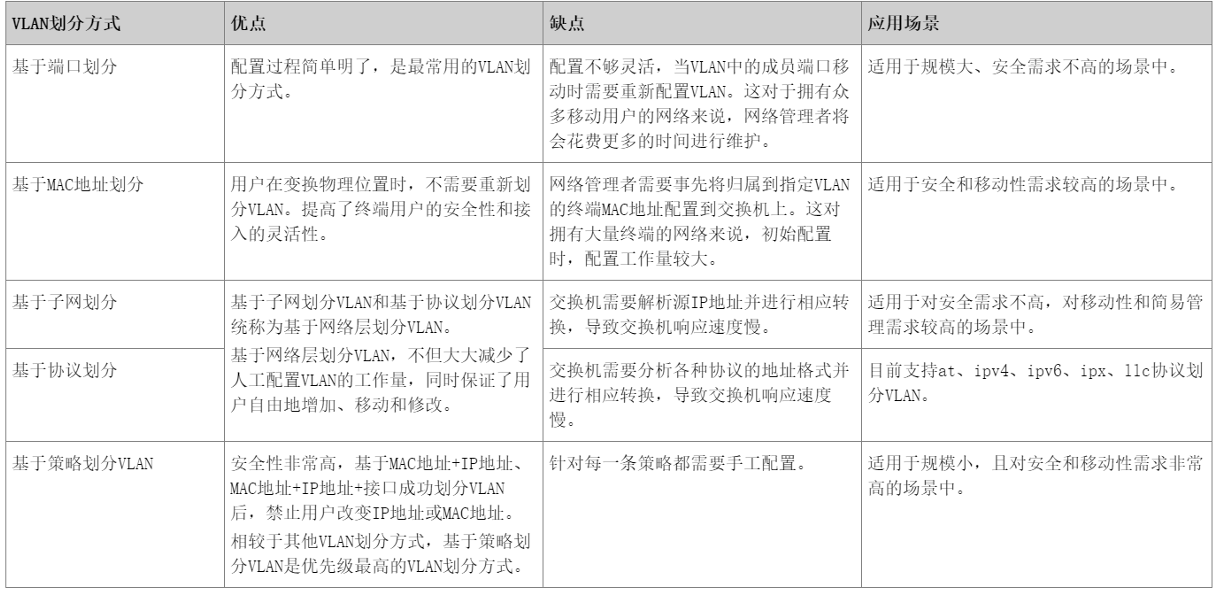 VLAN划分方式
优点
缺点
应用场景
基于端口划分
配置过程简单明了，是最常用的VLAN划
分方式。
配置不够灵活，当VLAN中的成员端口移
动时需要重新配置VLAN。这对于拥有众
多移动用户的网络来说，网络管理者将
会花费更多的时间进行维护。
适用于规模大、安全需求不高的场景中。
基于MAC地址划分
用户在变换物理位置时，不需要重新划
分VLAN。提高了终端用户的安全性和接
入的灵活性。
网络管理者需要事先将归属到指定VLAN
的终端MAC地址配置到交换机上。这对
拥有大量终端的网络来说，初始配置
时，配置工作量较大。
适用于安全和移动性需求较高的场景中。
基于子网划分
基于子网划分VLAN和基于协议划分VLAN
统称为基于网络层划分VLAN。
基于网络层划分VLAN，不但大大减少了
人工配置VLAN的工作量，同时保证了用
户自由地增加、移动和修改。
交换机需要解析源IP地址并进行相应转
换，导致交换机响应速度慢。
适用于对安全需求不高，对移动性和简易管
理需求较高的场景中。
基于协议划分
交换机需要分析各种协议的地址格式并
进行相应转换，导致交换机响应速度
慢。
目前支持at、ipv4、ipv6、ipx、llc协议划
分VLAN。
基于策略划分VLAN
安全性非常高，基于MAC地址+IP地址、
MAC地址+IP地址+接口成功划分VLAN
后，禁止用户改变IP地址或MAC地址。
相较于其他VLAN划分方式，基于策略划
分VLAN是优先级最高的VLAN划分方式。
针对每一条策略都需要手工配置。
适用于规模小，且对安全和移动性需求非常
高的场景中。